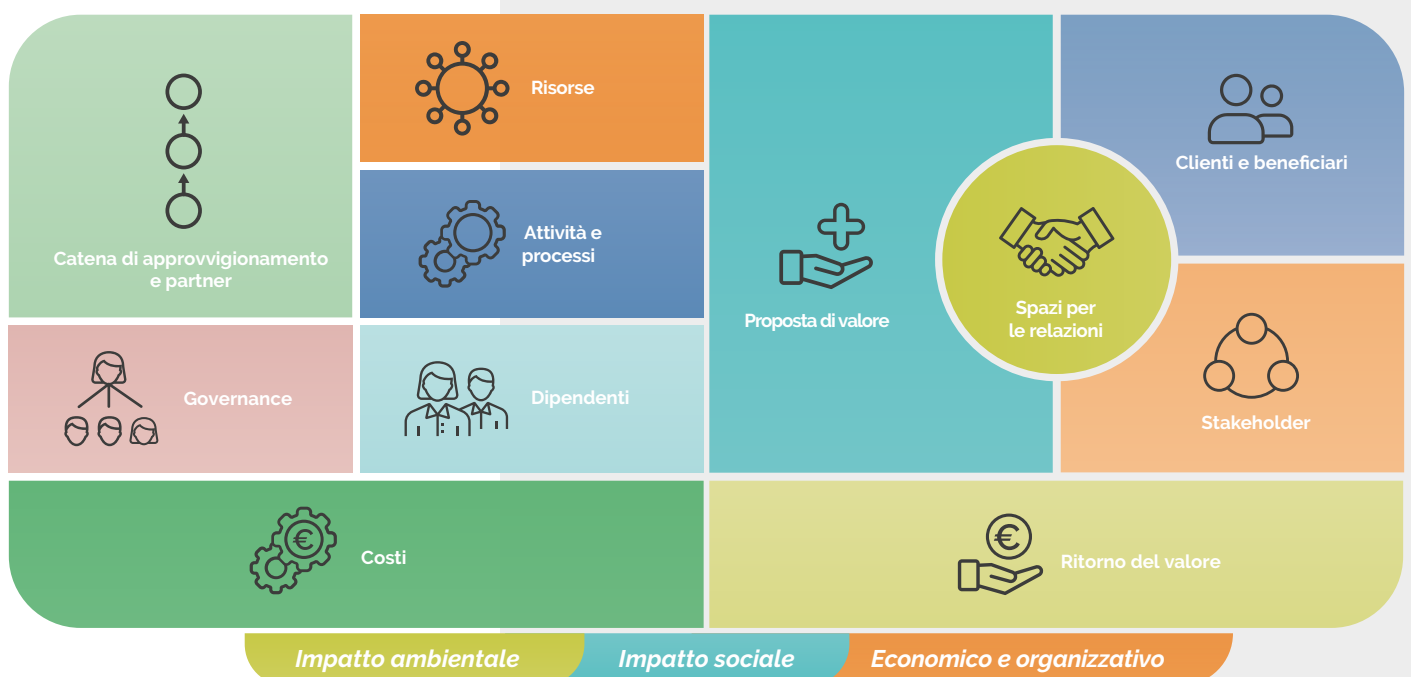 Catena di approvvigionamento
e partner
Risorse
Attività e
processi
Governance
Dipendenti
Proposta di valore
Spazi per
le relazioni
Clienti e beneficiari
Stakeholder
€
Costi
€
Ritorno del valore
Impatto ambientale
Impatto sociale
Economico e organizzativo